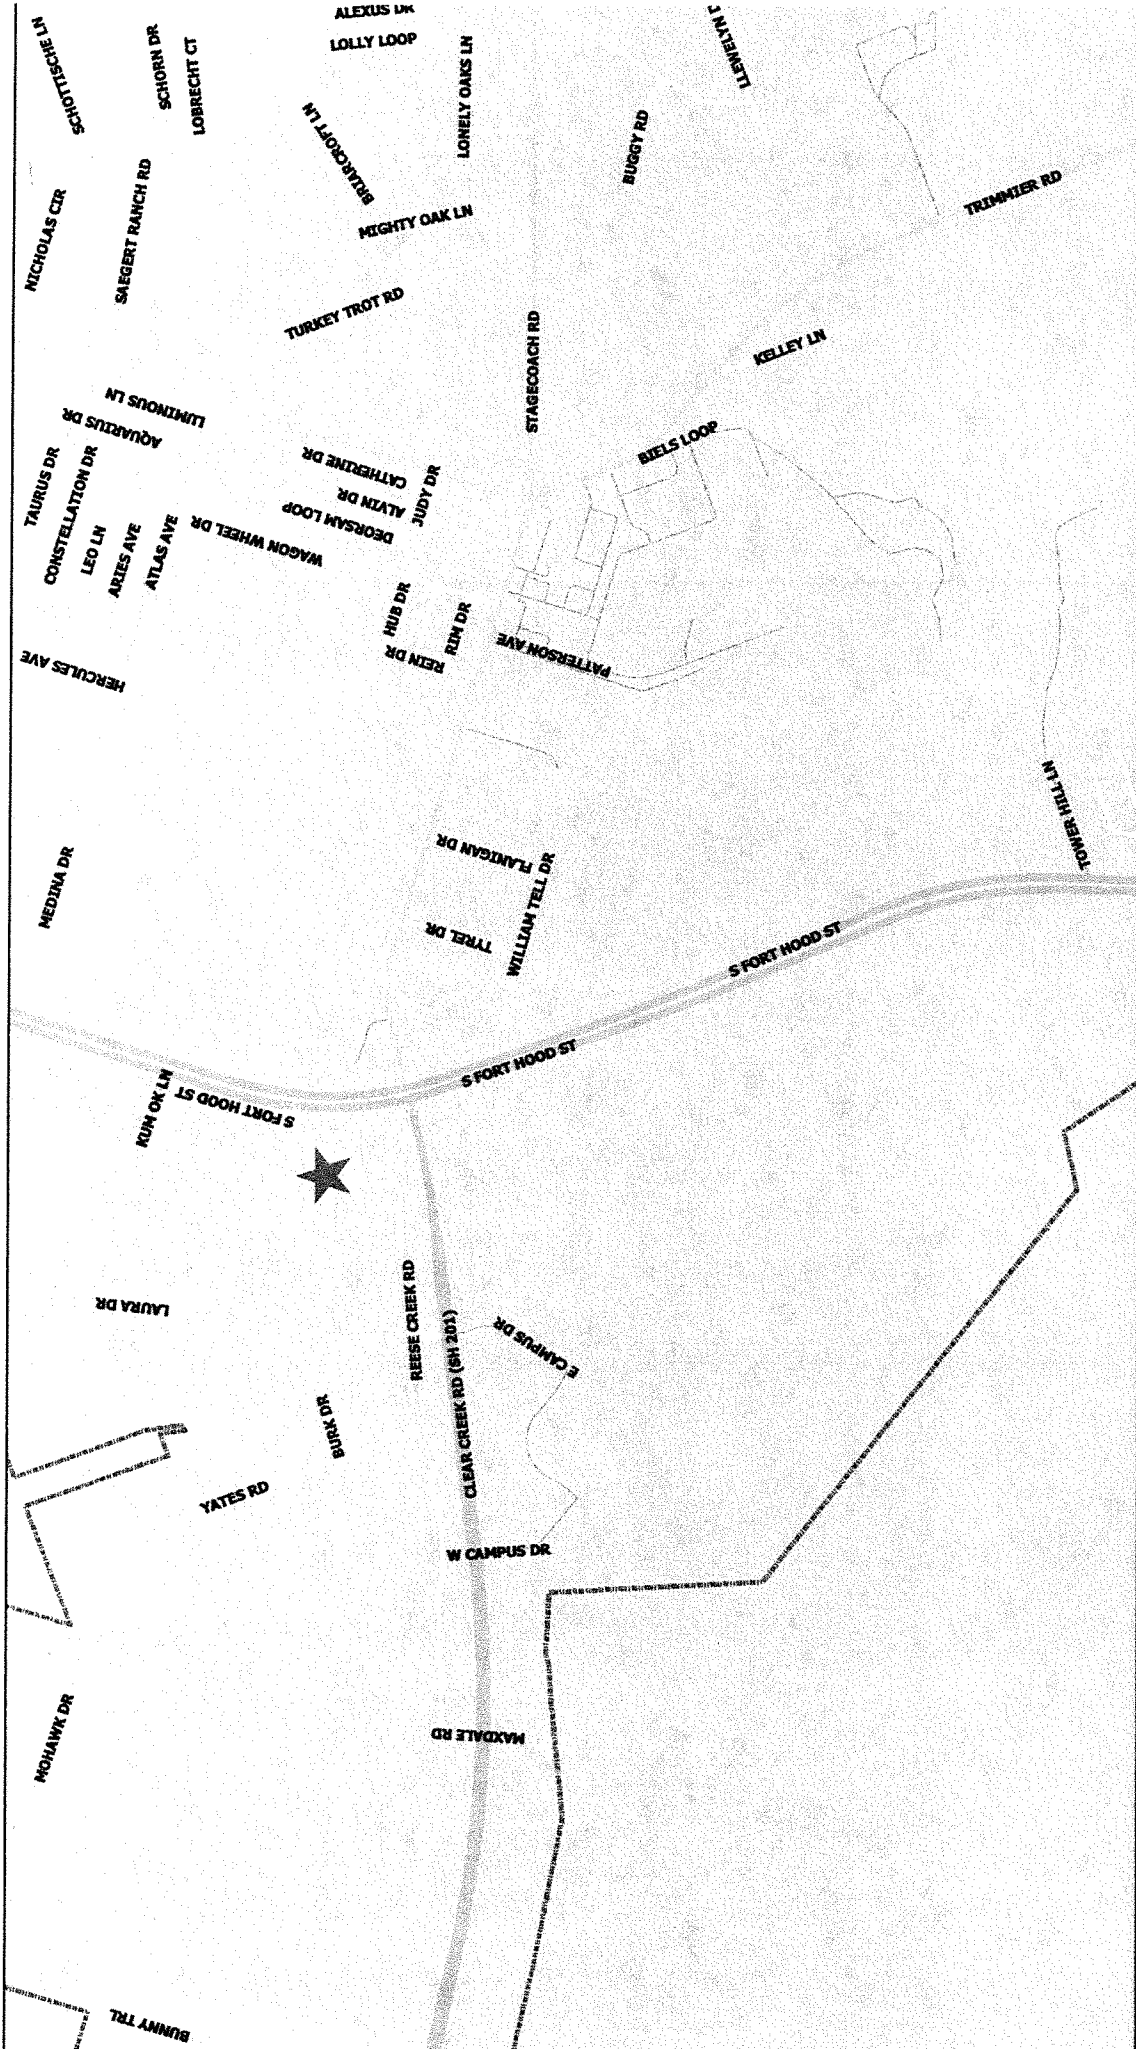 ALEXUS DR
LOLLY LOOP
SCHOTTISCHE LN
SCHORN DR
LOBRECHT CT
LONELY OAKS LN
LLEWELYN
BRIARCROFT LN
BUGGY RD
TRIMMIER RD
NICHOLAS CIR
SAEGERT RANCH RD
MIGHTY OAK LN
TURKEY TROT RD
STAGECOACH RD
KELLEY LN
LUMINOUS LN
AQUARIUS DR
BIELS LOOP
TAURUS DR
CONSTELLATION DR
CATHERINE DR
ALVIN DR
JUDY DR
DEORSAM LOOP
LEO LN
ARIES AVE
ATLAS AVE
WAGON WHEEL DR
HUB DR
RIM DR
REIN DR
PATTERSON AVE
HERCULES AVE
TOWER HILL LN
MEDINA DR
FLANIGAN DR
WILLIAM TELL DR
TYREL DR
S FORT HOOD ST
S FORT HOOD ST
KUM OK LN
S FORT HOOD ST
LAURA DR
REESE CREEK RD
CLEAR CREEK RD (SH 201)
E CAMPUS DR
BURK DR
YATES RD
W CAMPUS DR
MOHAWK DR
MAXDALE RD
BUNNY TRL